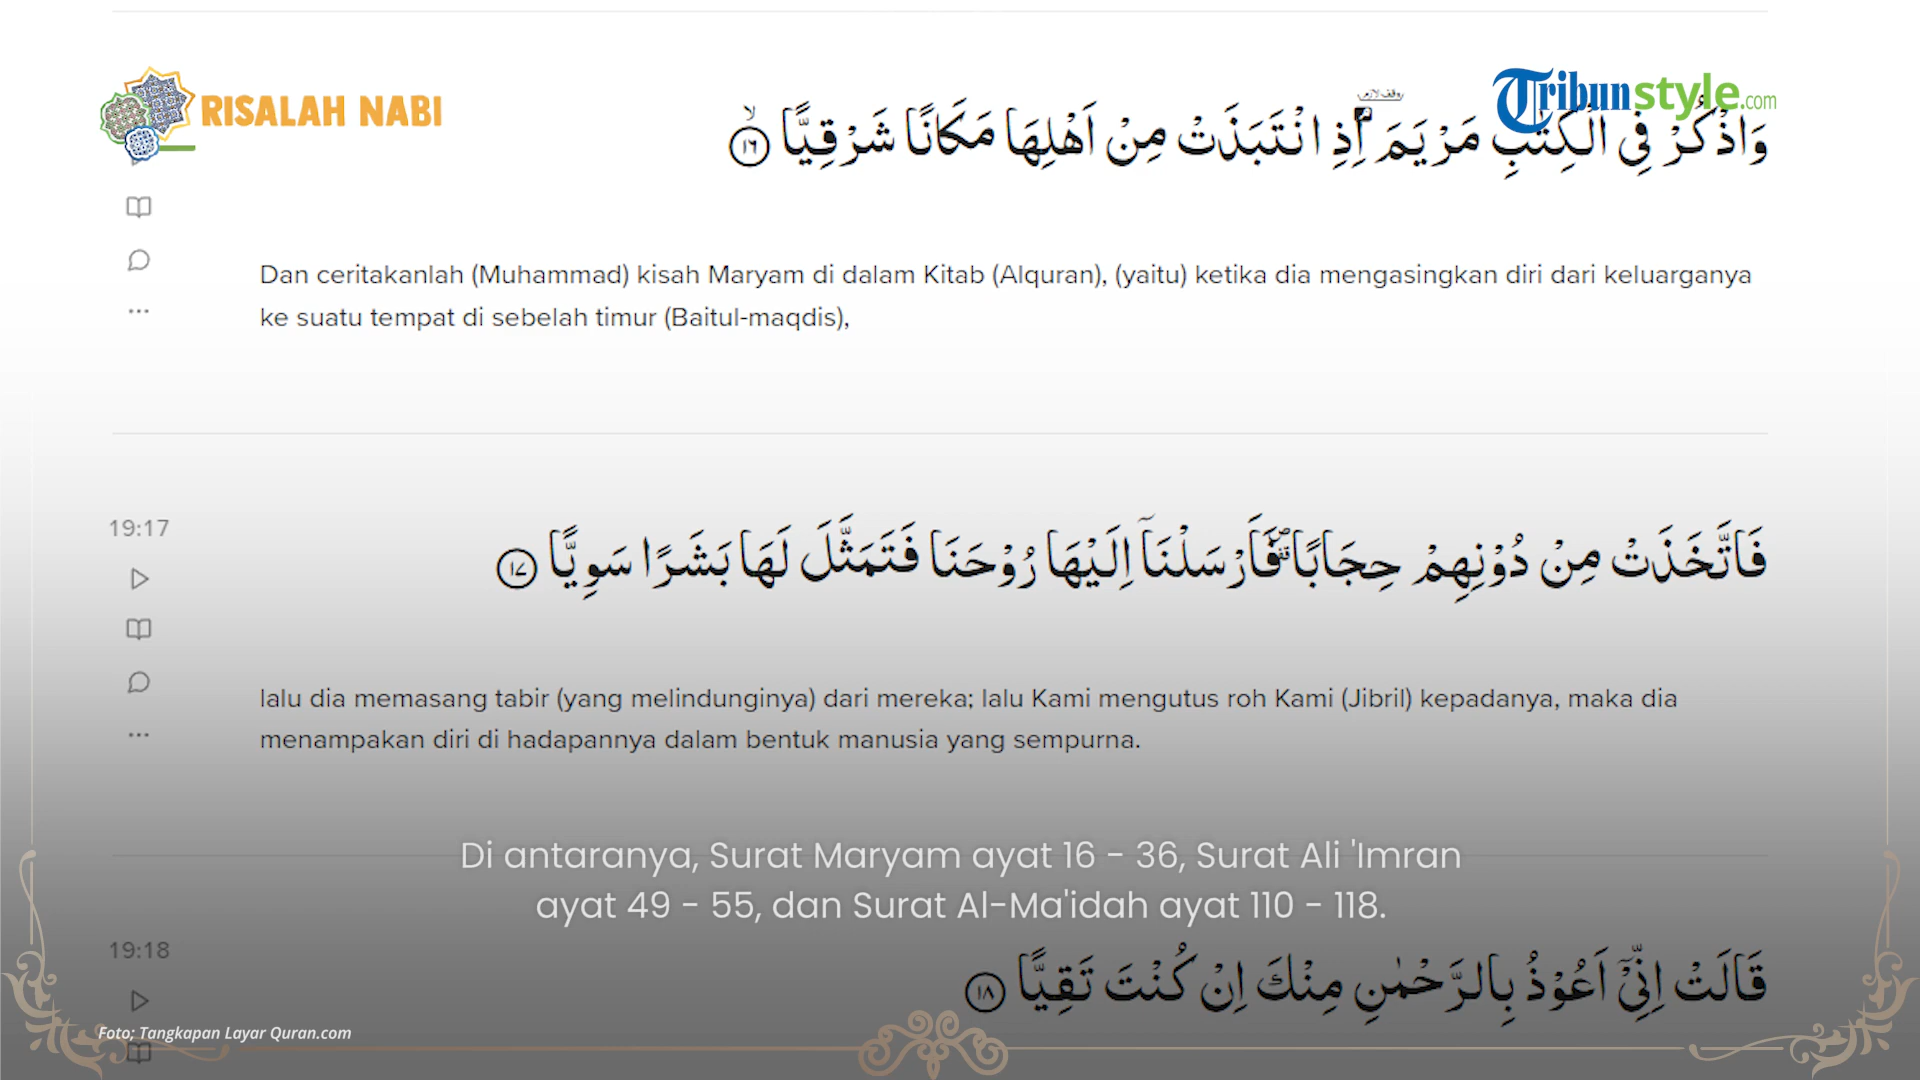 RISALAH NABI
Tribunstyle.com
وَاذْكُرْ فِى الْكِتٰبِ مَرْيَمَۘ اِذِ انْتَبَذَتْ مِنْ اَهْلِهَا مَكَانًا شَرْقِيًّا ۙ ١٦
Dan ceritakanlah (Muhammad) kisah Maryam di dalam Kitab (Alquran), (yaitu) ketika dia mengasingkan diri dari keluarganya
ke suatu tempat di sebelah timur (Baitul-maqdis),
19:17
فَاتَّخَذَتْ مِنْ دُوْنِهِمْ حِجَابًاۗ فَاَرْسَلْنَآ اِلَيْهَا رُوْحَنَا فَتَمَثَّلَ لَهَا بَشَرًا سَوِيًّا ١٧
lalu dia memasang tabir (yang melindunginya) dari mereka; lalu Kami mengutus roh Kami (Jibril) kepadanya, maka dia
menampakan diri di hadapannya dalam bentuk manusia yang sempurna.
Di antaranya, Surat Maryam ayat 16 - 36, Surat Ali 'Imran
ayat 49 - 55, dan Surat Al-Ma'idah ayat 110 - 118.
19:18
قَالَتْ اِنِّيْٓ اَعُوْذُ بِالرَّحْمٰنِ مِنْكَ اِنْ كُنْتَ تَقِيًّا ١٨
Foto; Tangkapan Layar Quran.com